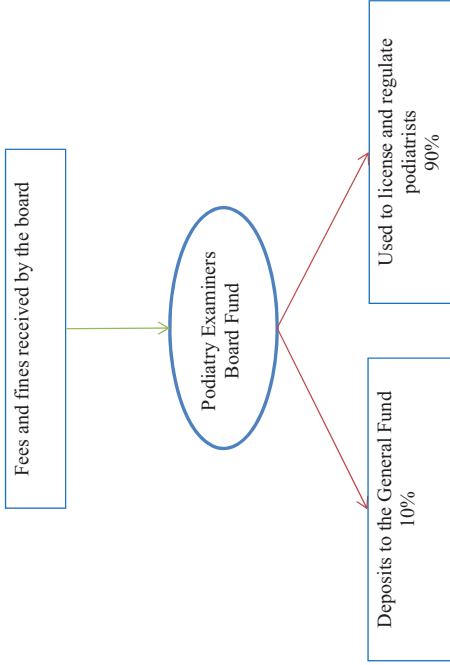 Fees and fines received by the board
Podiatry Examiners
Board Fund
Deposits to the General Fund
10%
Used to license and regulate
podiatrists
90%